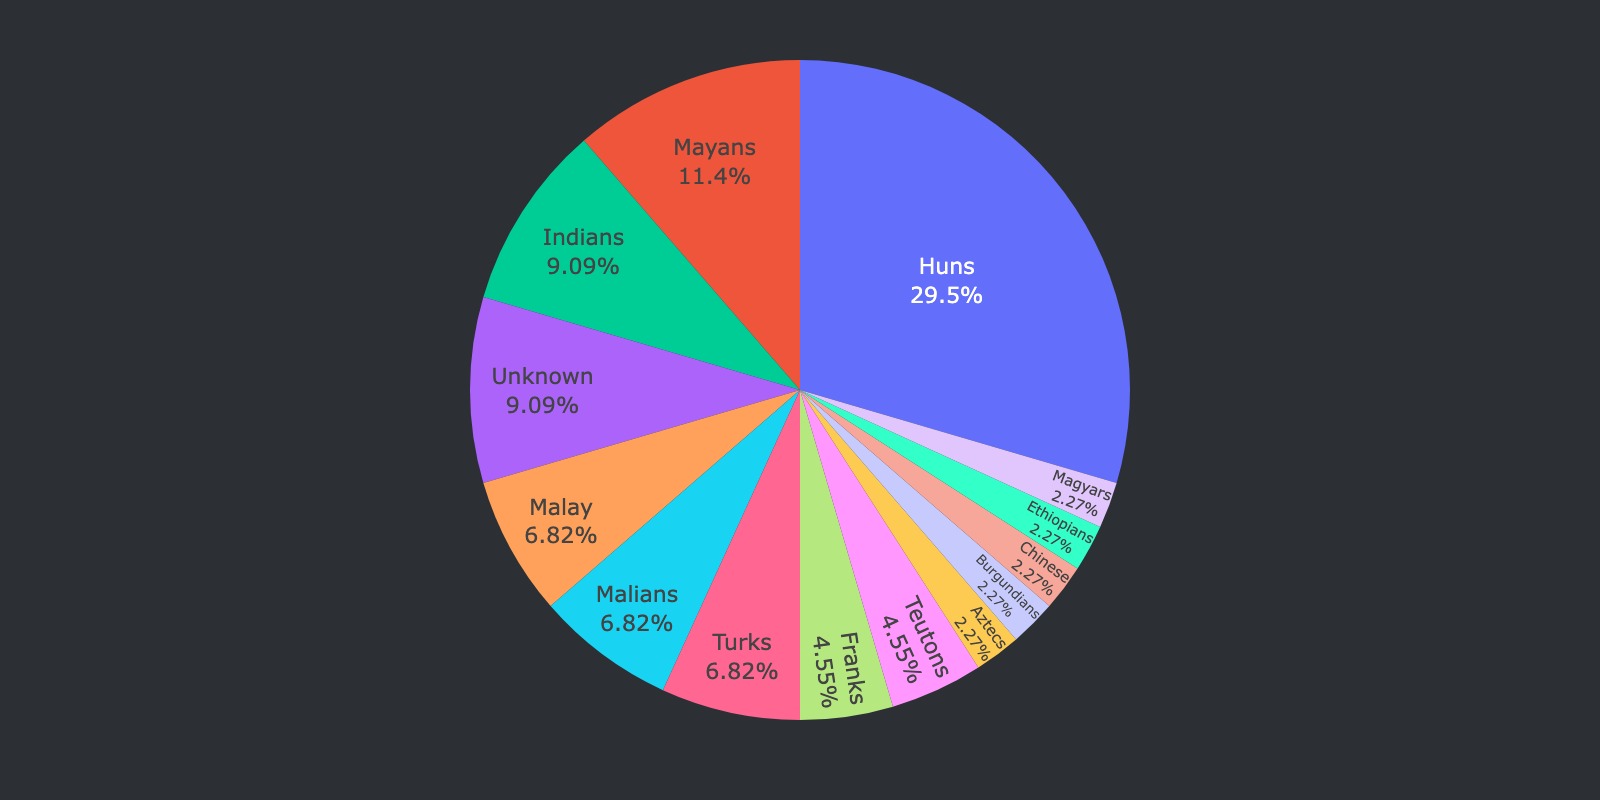 Mayans
11.4%
Huns
29.5%
Indians
9.09%
Unknown
9.09%
Malay
6.82%
Malians
6.82%
Turks
6.82%
Franks
4.55%
Teutons
4.55%
Aztecs
2.27%
Burgundians
2.27%
Chinese
2.27%
Ethiopians
2.27%
Magyars
2.27%